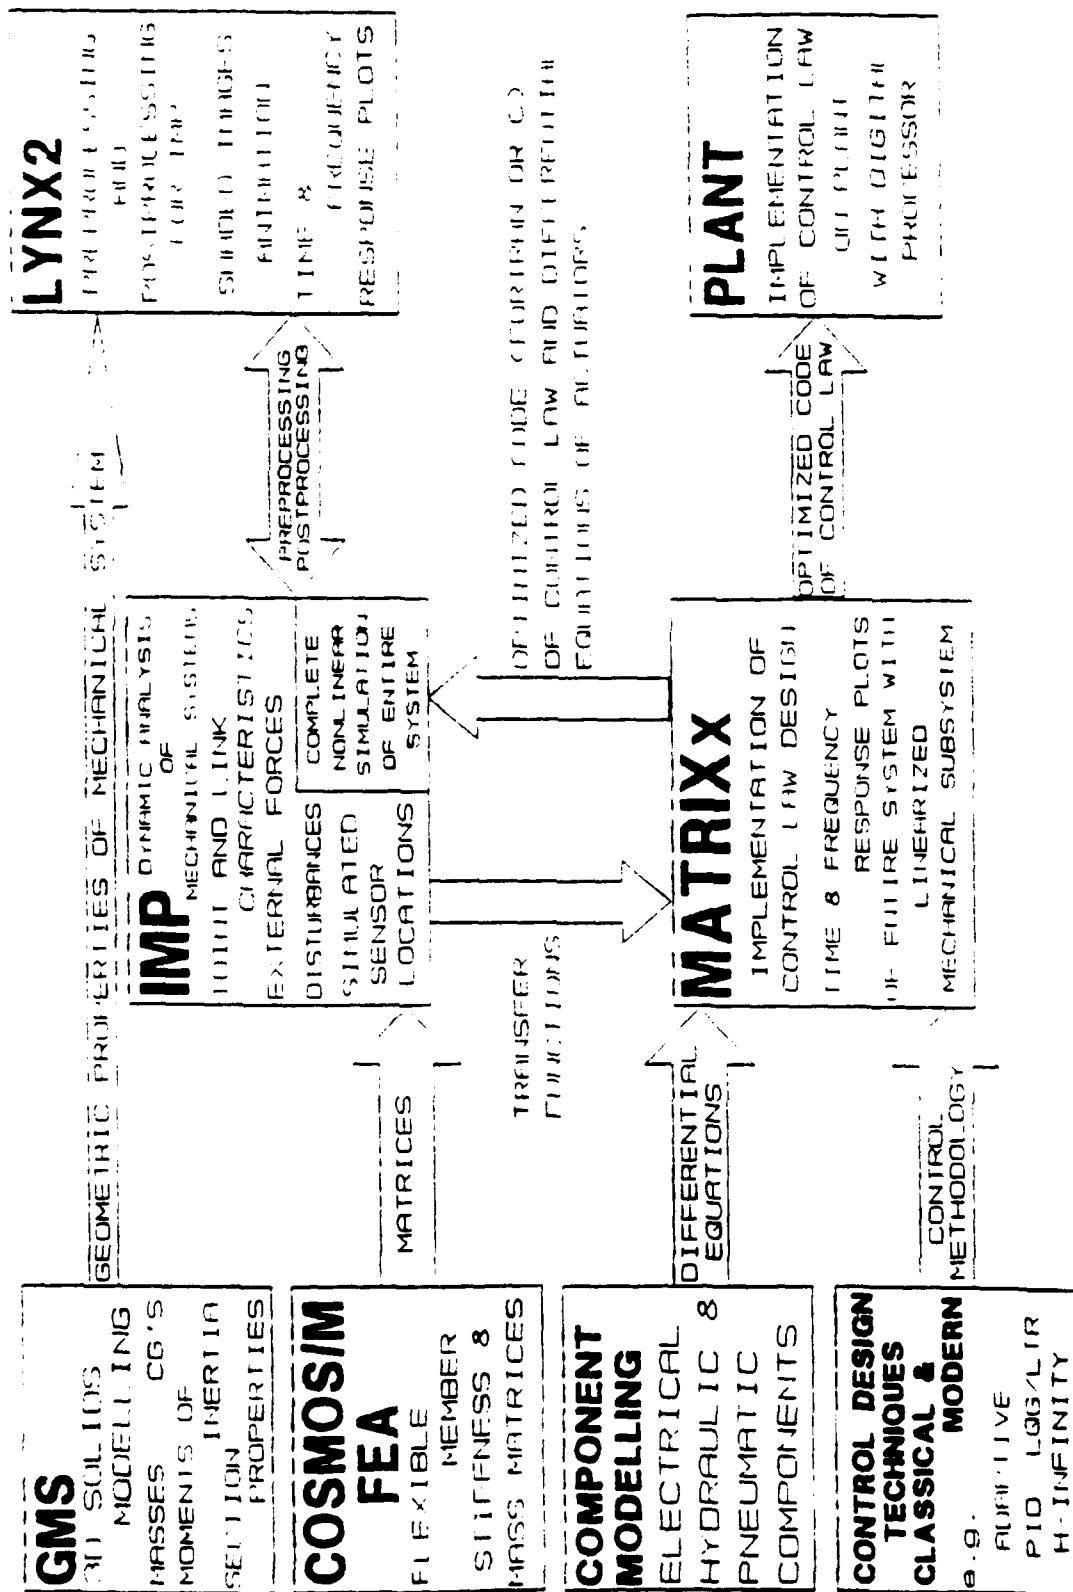 GMS
3D SOLIDS
MODELLING
MASSES CG'S
MOMENTS OF
INERTIA
SECTION
PROPERTIES
GEOMETRIC PROPERTIES OF MECHANICAL SYSTEM
LYNX2
PREPROCESSING
AND
POSTPROCESSING
FOR IMP
SHADED IMAGES
ANIMATION
TIME &
FREQUENCY
RESPONSE PLOTS
IMP DYNAMIC ANALYSIS
OF
MECHANICAL SYSTEMS
JOINT AND LINK
CHARACTERISTICS
EXTERNAL FORCES
DISTURBANCES
SIMULATED
SENSOR
LOCATIONS
COMPLETE
NONLINEAR
SIMULATION
OF ENTIRE
SYSTEM
PREPROCESSING
POSTPROCESSING
COSMOS/M
FEA
FLEXIBLE
MEMBER
STIFFNESS &
MASS MATRICES
MATRICES
TRANSFER
FUNCTIONS
OPTIMIZED CODE (FORTRAN OR C)
OF CONTROL LAW AND DIFFERENTIAL
EQUATIONS OF ACTUATORS
COMPONENT
MODELLING
ELECTRICAL
HYDRAULIC &
PNEUMATIC
COMPONENTS
DIFFERENTIAL
EQUATIONS
MATRIXX
IMPLEMENTATION OF
CONTROL LAW DESIGN
TIME & FREQUENCY
RESPONSE PLOTS
OF ENTIRE SYSTEM WITH
LINEARIZED
MECHANICAL SUBSYSTEM
OPTIMIZED CODE
OF CONTROL LAW
PLANT
IMPLEMENTATION
OF CONTROL LAW
ON PLANT
WITH DIGITAL
PROCESSOR
CONTROL DESIGN
TECHNIQUES
CLASSICAL &
MODERN
e.g.
ADAPTIVE
PID LQG/LTR
H-INFINITY
CONTROL
METHODOLOGY